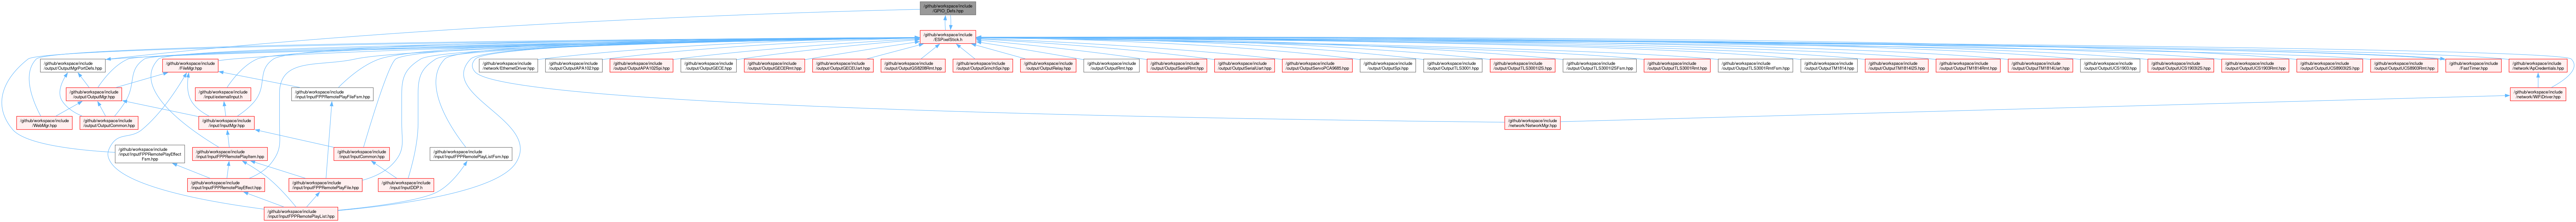 /github/workspace/include
/GPIO_Defs.hpp
/github/workspace/include
/ESPixelStick.h
/github/workspace/include
/output/OutputMgrPortDefs.hpp
/github/workspace/include
/FileMgr.hpp
/github/workspace/include
/network/EthernetDriver.hpp
/github/workspace/include
/output/OutputAPA102.hpp
/github/workspace/include
/output/OutputAPA102Spi.hpp
/github/workspace/include
/output/OutputGECE.hpp
/github/workspace/include
/output/OutputGECERmt.hpp
/github/workspace/include
/output/OutputGECEUart.hpp
/github/workspace/include
/output/OutputGS8208Rmt.hpp
/github/workspace/include
/output/OutputGrinchSpi.hpp
/github/workspace/include
/output/OutputRelay.hpp
/github/workspace/include
/output/OutputRmt.hpp
/github/workspace/include
/output/OutputSerialRmt.hpp
/github/workspace/include
/output/OutputSerialUart.hpp
/github/workspace/include
/output/OutputServoPCA9685.hpp
/github/workspace/include
/output/OutputSpi.hpp
/github/workspace/include
/output/OutputTLS3001.hpp
/github/workspace/include
/output/OutputTLS3001I2S.hpp
/github/workspace/include
/output/OutputTLS3001I2SFsm.hpp
/github/workspace/include
/output/OutputTLS3001Rmt.hpp
/github/workspace/include
/output/OutputTLS3001RmtFsm.hpp
/github/workspace/include
/output/OutputTM1814.hpp
/github/workspace/include
/output/OutputTM1814I2S.hpp
/github/workspace/include
/output/OutputTM1814Rmt.hpp
/github/workspace/include
/output/OutputTM1814Uart.hpp
/github/workspace/include
/output/OutputUCS1903.hpp
/github/workspace/include
/output/OutputUCS1903I2S.hpp
/github/workspace/include
/output/OutputUCS1903Rmt.hpp
/github/workspace/include
/output/OutputUCS8903I2S.hpp
/github/workspace/include
/output/OutputUCS8903Rmt.hpp
/github/workspace/include
/FastTimer.hpp
/github/workspace/include
/network/ApCredentials.hpp
/github/workspace/include
/output/OutputMgr.hpp
/github/workspace/include
/input/externalInput.h
/github/workspace/include
/input/InputFPPRemotePlayFileFsm.hpp
/github/workspace/include
/network/WiFiDriver.hpp
/github/workspace/include
/WebMgr.hpp
/github/workspace/include
/output/OutputCommon.hpp
/github/workspace/include
/input/InputMgr.hpp
/github/workspace/include
/network/NetworkMgr.hpp
/github/workspace/include
/input/InputFPPRemotePlayEffect
Fsm.hpp
/github/workspace/include
/input/InputFPPRemotePlayItem.hpp
/github/workspace/include
/input/InputCommon.hpp
/github/workspace/include
/input/InputFPPRemotePlayListFsm.hpp
/github/workspace/include
/input/InputFPPRemotePlayEffect.hpp
/github/workspace/include
/input/InputFPPRemotePlayFile.hpp
/github/workspace/include
/input/InputDDP.h
/github/workspace/include
/input/InputFPPRemotePlayList.hpp